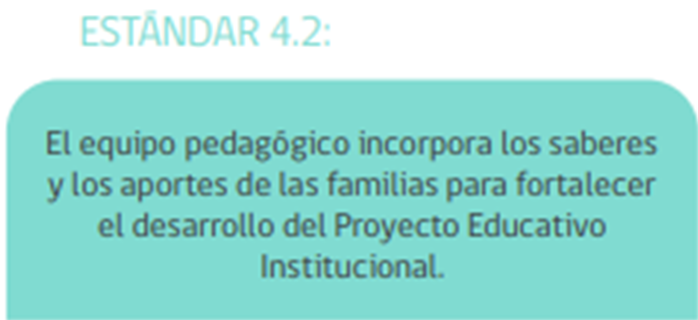 ESTÁNDAR 4.2:
El equipo pedagógico incorpora los saberes
y los aportes de las familias para fortalecer
el desarrollo del Proyecto Educativo
Institucional.